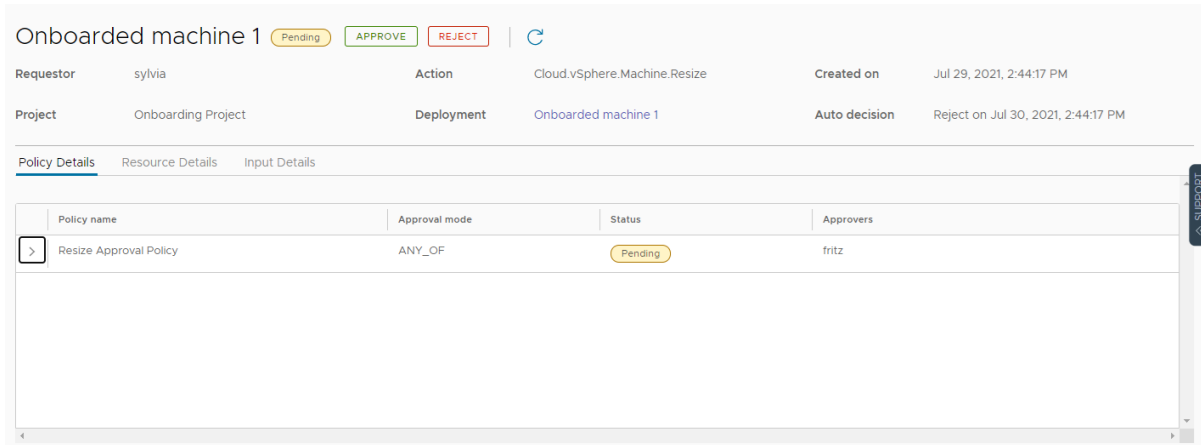 Onboarded machine 1 Pending APPROVE REJECT
Requestor sylvia Action Cloud.vSphere.Machine.Resize Created on Jul 29, 2021, 2:44:17 PM
Project Onboarding Project Deployment Onboarded machine 1 Auto decision Reject on Jul 30, 2021, 2:44:17 PM
Policy Details Resource Details Input Details
SUPPORT
Policy name Approval mode Status Approvers
Resize Approval Policy ANY_OF Pending fritz